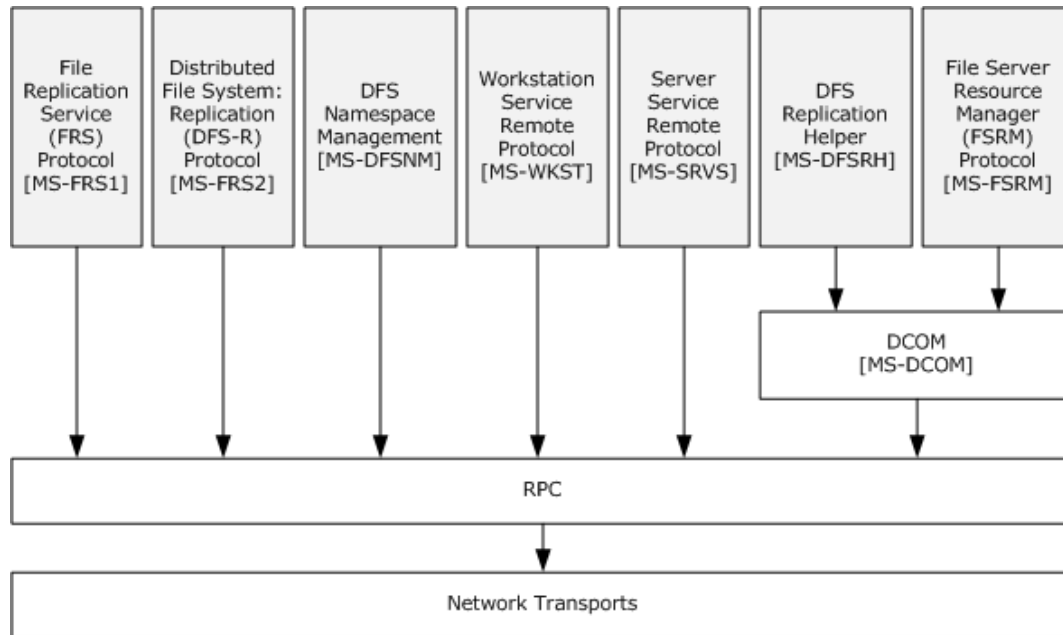 File
Replication
Service
(FRS)
Protocol
[MS-FRS1]
Distributed
File System:
Replication
(DFS-R)
Protocol
[MS-FRS2]
DFS
Namespace
Management
[MS-DFSNM]
Workstation
Service
Remote
Protocol
[MS-WKST]
Server
Service
Remote
Protocol
[MS-SRVS]
DFS
Replication
Helper
[MS-DFSRH]
File Server
Resource
Manager
(FSRM)
Protocol
[MS-FSRM]
DCOM
[MS-DCOM]
RPC
Network Transports